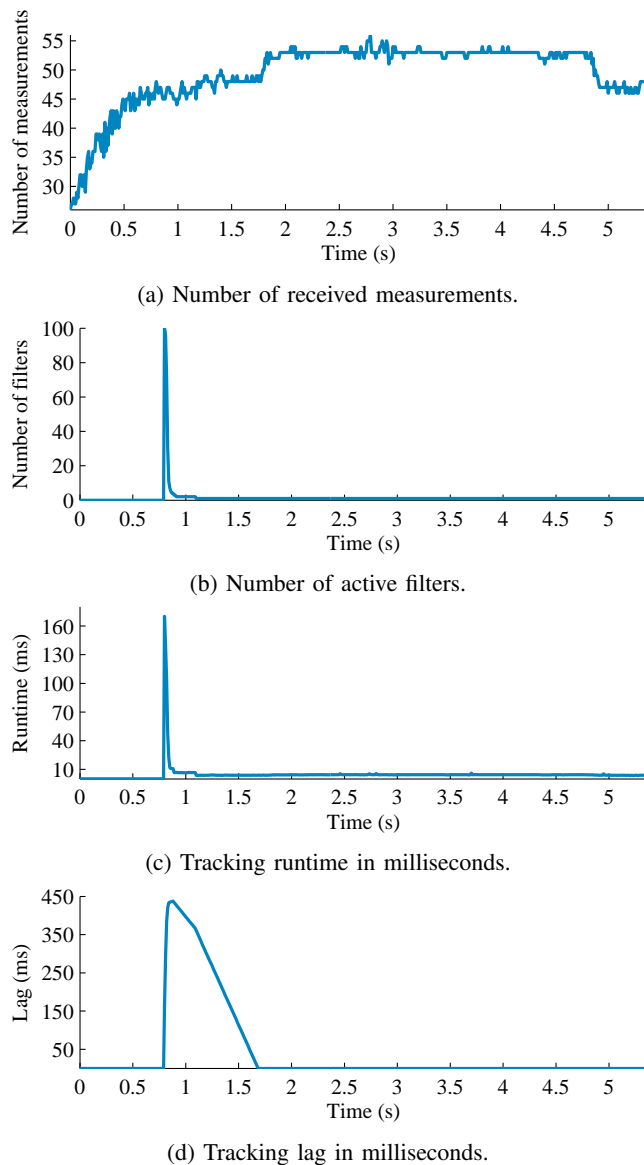 55
50
45
40
35
30
Number of measurements
0 0.5 1 1.5 2 2.5 3 3.5 4 4.5 5
Time (s)
(a) Number of received measurements.
100
80
60
40
20
0
Number of filters
0 0.5 1 1.5 2 2.5 3 3.5 4 4.5 5
Time (s)
(b) Number of active filters.
160
130
100
70
40
10
Runtime (ms)
0 0.5 1 1.5 2 2.5 3 3.5 4 4.5 5
Time (s)
(c) Tracking runtime in milliseconds.
450
350
250
150
50
Lag (ms)
0 0.5 1 1.5 2 2.5 3 3.5 4 4.5 5
Time (s)
(d) Tracking lag in milliseconds.